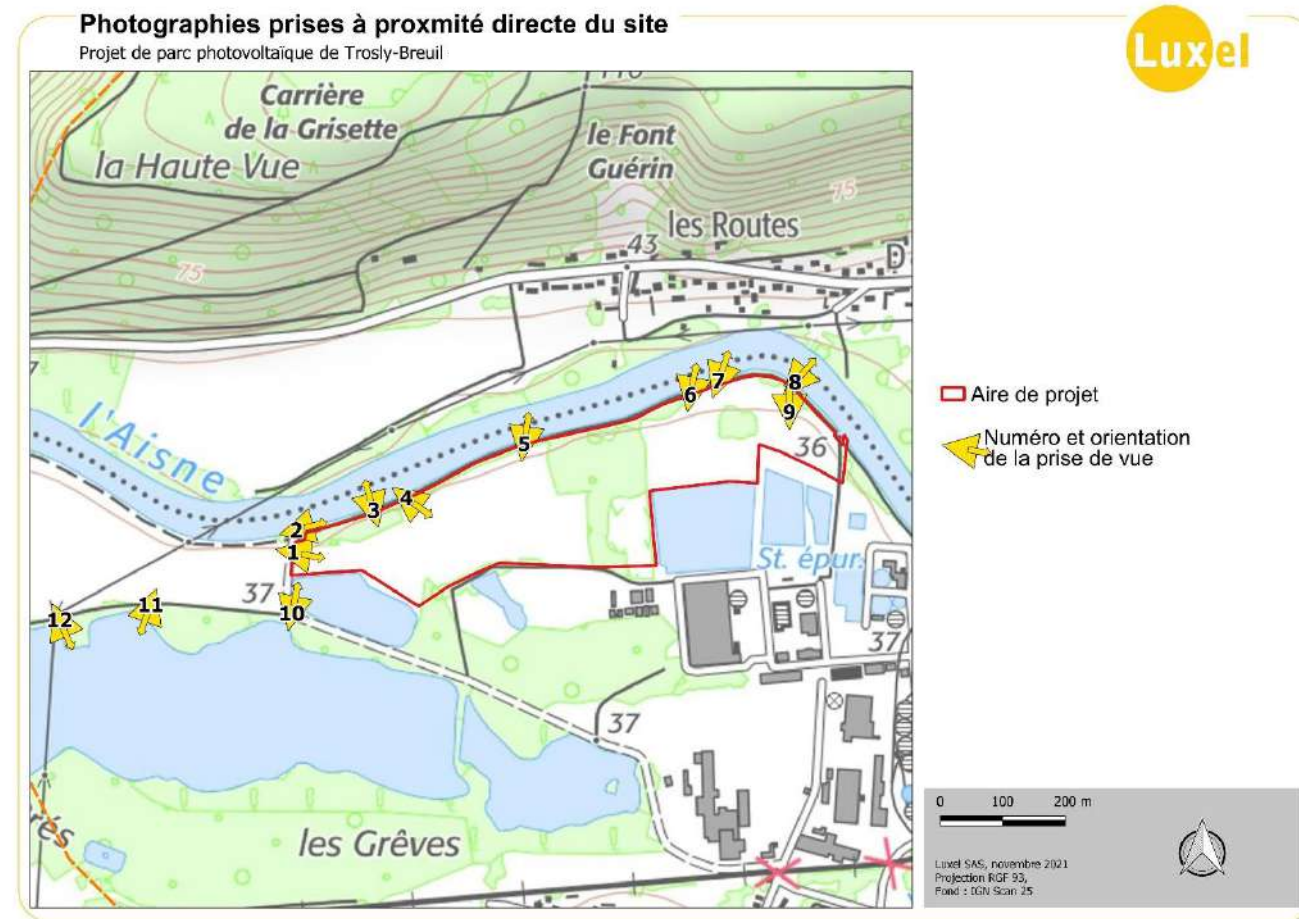 Photographies prises à proxmité directe du site
Projet de parc photovoltaïque de Trosly-Breuil
Luxel
Carrière
de la Grisette
la Haute Vue
le Font
Guérin
75
les Routes
75
43
D
l'Aisne
7
8
6
9
5
36
4
3
2
1
St. épur.
37
11
10
12
37
37
les Grêves
Aire de projet
Numéro et orientation
de la prise de vue
0 100 200 m
Luxel SAS, novembre 2021
Projection RGF 93,
Fond : IGN Scan 25